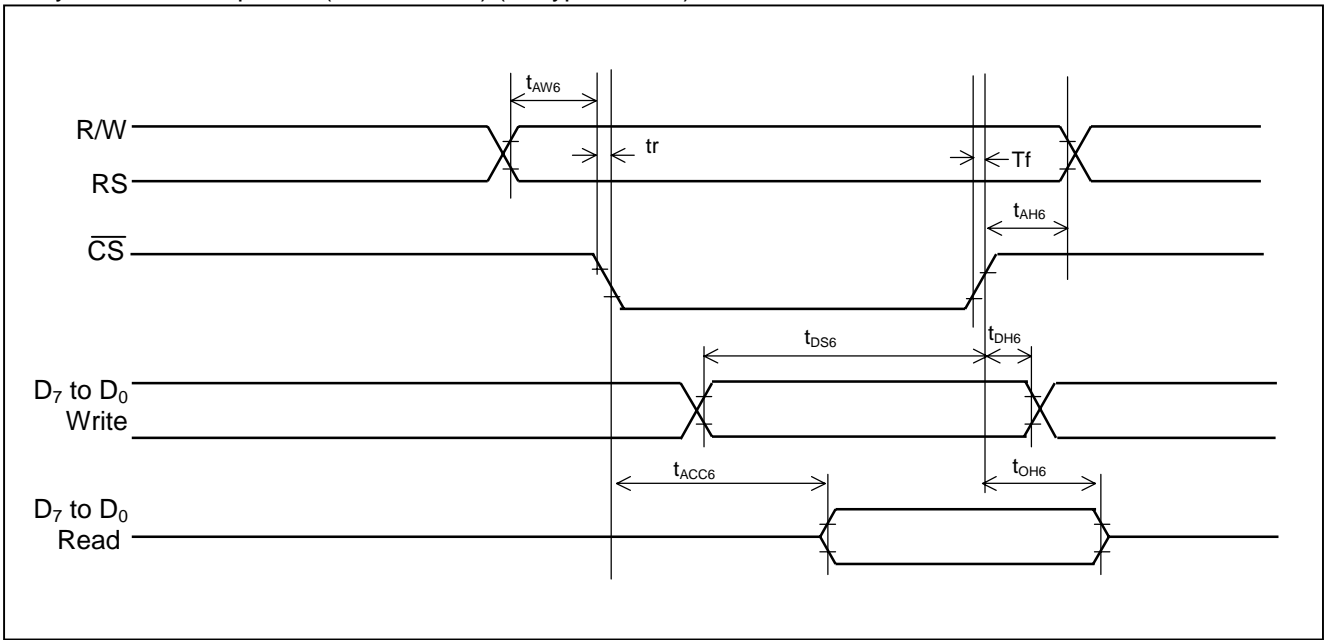 tAW6
R/W
tr
Tf
RS
tAH6
CS
tDS6
tDH6
D7 to D0
Write
tACC6
tOH6
D7 to D0
Read